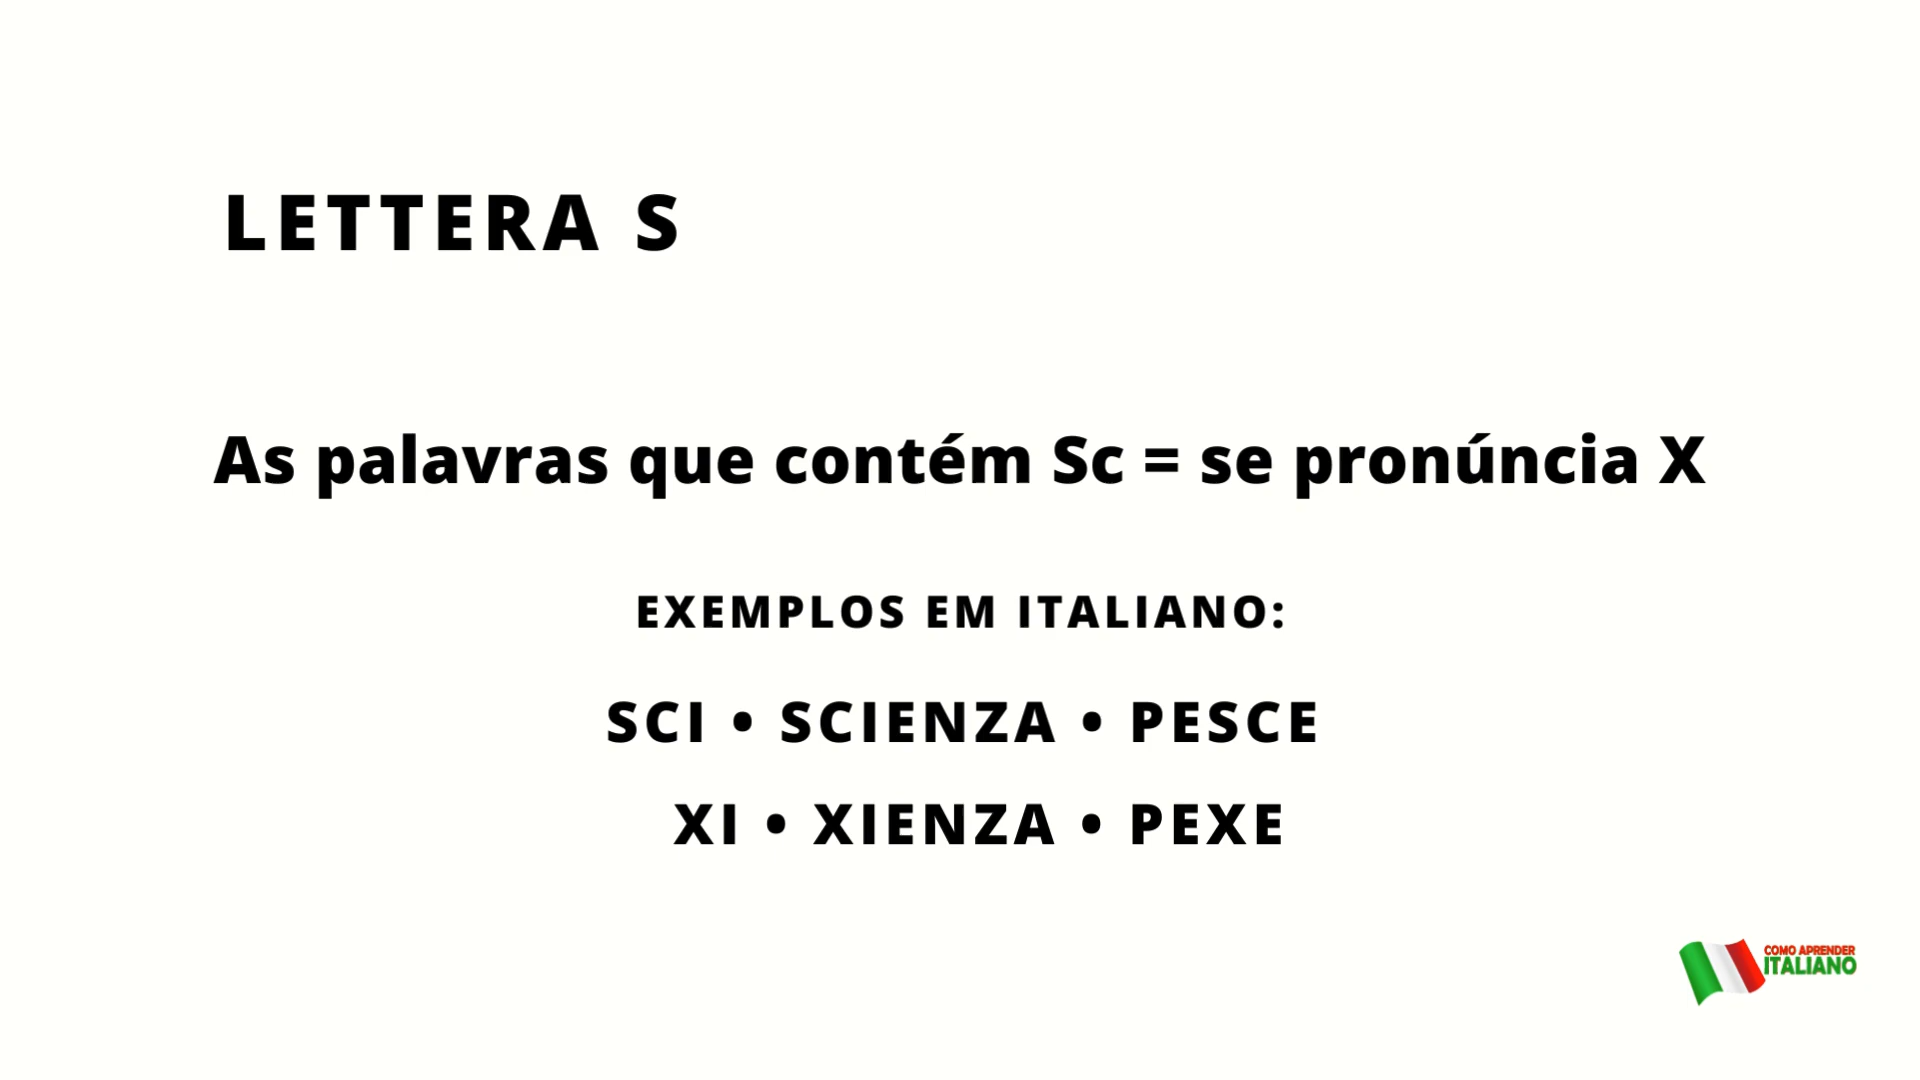 LETTERA S
As palavras que contém Sc = se pronúncia X
EXEMPLOS EM ITALIANO:
SCI • SCIENZA • PESCE
XI • XIENZA • PEXE
COMO APRENDER
ITALIANO